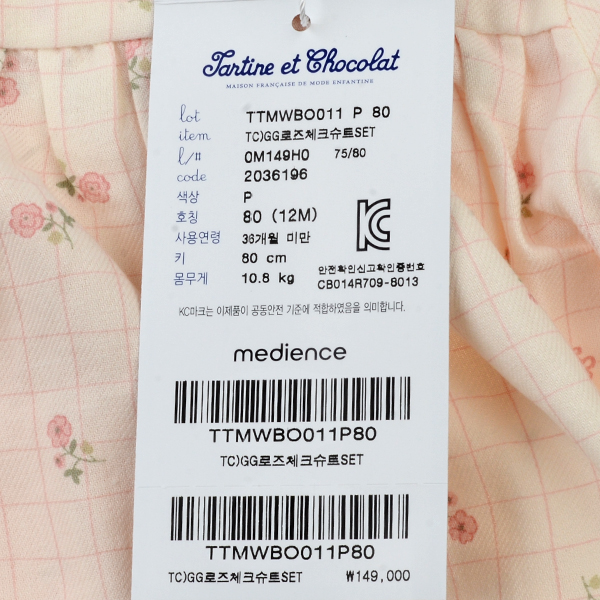 Tartine et Chocolat
MAISON FRANÇAISE DE MODE ENFANTINE
lot TTMWBO011 P 80
item TC)GG로즈체크슈트SET
l/# 0M149H0 75/80
code 2036196
색상 P
호칭 80 (12M)
사용연령 36개월 미만
키 80 cm
몸무게 10.8 kg
안전확인신고확인증번호
CB014R709-8013
KC마크는 이제품이 공동안전 기준에 적합하였음을 의미합니다.
medience
TTMWBO011P80
TC)GG로즈체크슈트SET
TTMWBO011P80
TC)GG로즈체크슈트SET ₩149,000